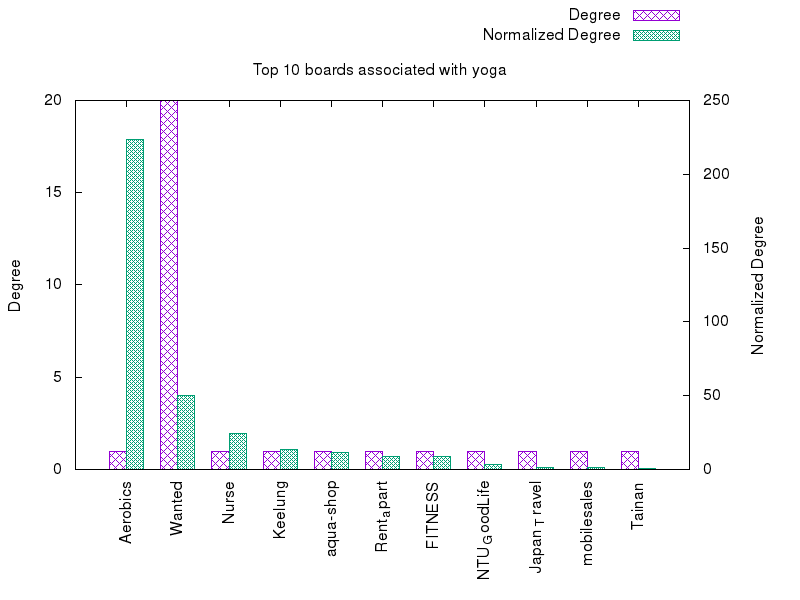 Degree
Normalized Degree
Top 10 boards associated with yoga
20
15
10
5
0
250
200
150
100
50
0
Degree
Normalized Degree
Aerobics
Wanted
Nurse
Keelung
aqua-shop
Rentapart
FITNESS
NTUGoodLife
JapanTravel
mobilesales
Tainan